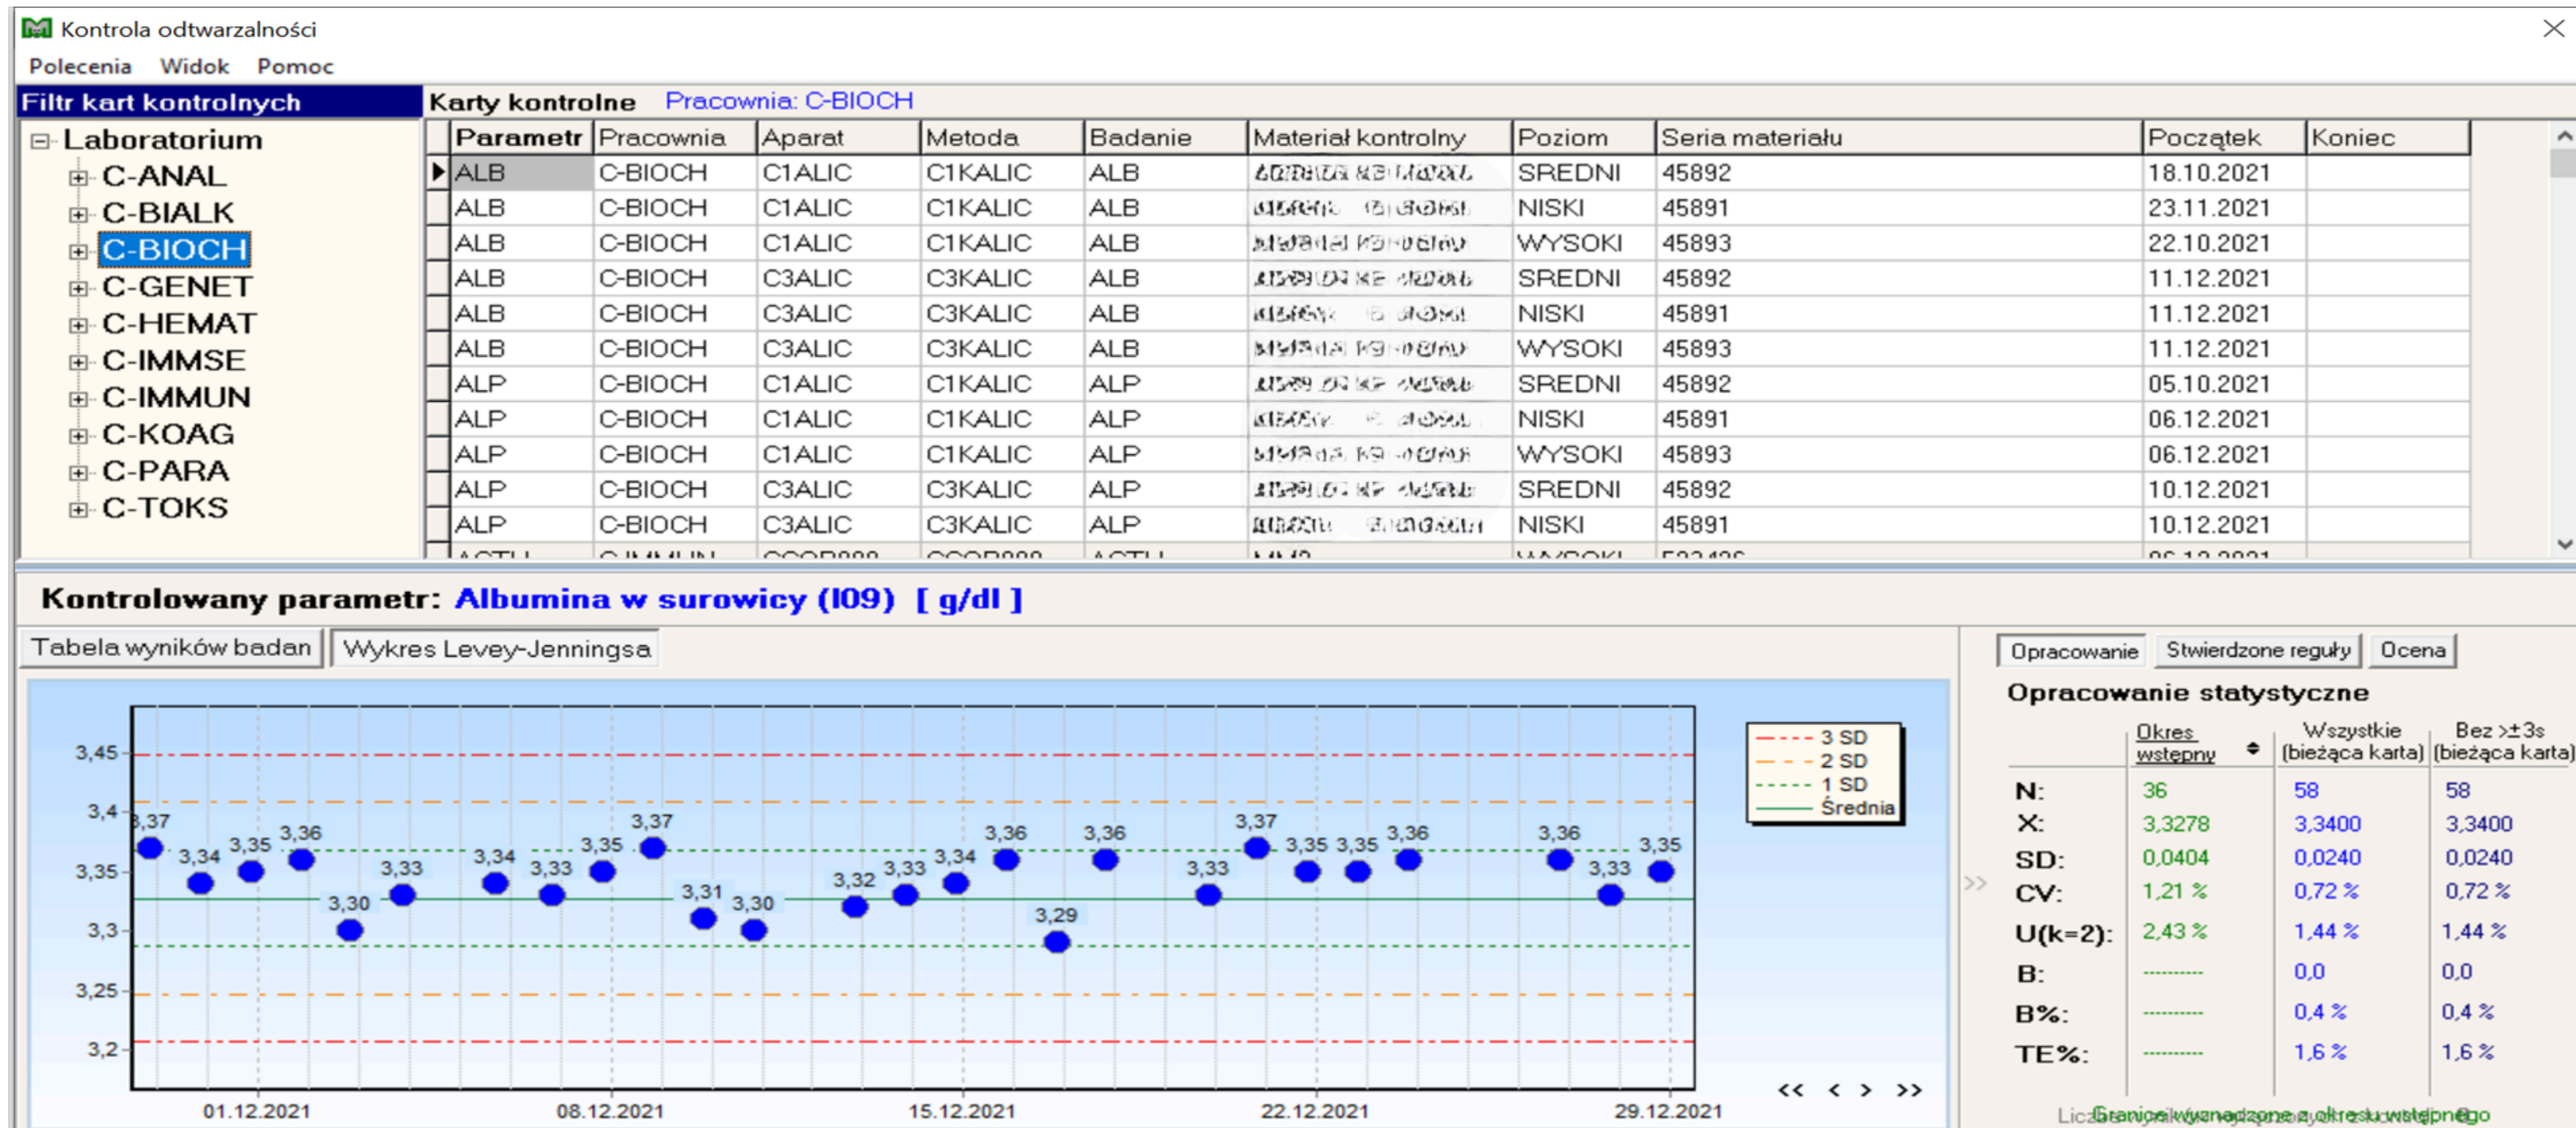 Kontrola odtwarzalności
Polecenia Widok Pomoc
Filtr kart kontrolnych
Laboratorium
C-ANAL
C-BIALK
C-BIOCH
C-GENET
C-HEMAT
C-IMMSE
C-IMMUN
C-KOAG
C-PARA
C-TOKS
Karty kontrolne Pracownia: C-BIOCH
Parametr Pracownia Aparat Metoda Badanie Materiał kontrolny Poziom Seria materiału Początek Koniec
ALB C-BIOCH C1ALIC C1KALIC ALB SREDNI 45892 18.10.2021
ALB C-BIOCH C1ALIC C1KALIC ALB NISKI 45891 23.11.2021
ALB C-BIOCH C1ALIC C1KALIC ALB WYSOKI 45893 22.10.2021
ALB C-BIOCH C3ALIC C3KALIC ALB SREDNI 45892 11.12.2021
ALB C-BIOCH C3ALIC C3KALIC ALB NISKI 45891 11.12.2021
ALB C-BIOCH C3ALIC C3KALIC ALB WYSOKI 45893 11.12.2021
ALP C-BIOCH C1ALIC C1KALIC ALP SREDNI 45892 05.10.2021
ALP C-BIOCH C1ALIC C1KALIC ALP NISKI 45891 06.12.2021
ALP C-BIOCH C1ALIC C1KALIC ALP WYSOKI 45893 06.12.2021
ALP C-BIOCH C3ALIC C3KALIC ALP SREDNI 45892 10.12.2021
ALP C-BIOCH C3ALIC C3KALIC ALP NISKI 45891 10.12.2021
Kontrolowany parametr: Albumina w surowicy (I09) [ g/dl ]
Tabela wyników badan Wykres Levey-Jenningsa
3,45
3,4
3,35
3,3
3,25
3,2
3,37 3,34 3,35 3,36 3,30 3,33 3,34 3,33 3,35 3,37 3,31 3,30 3,32 3,33 3,34 3,36 3,29 3,36 3,33 3,37 3,35 3,35 3,36 3,36 3,33 3,35
01.12.2021 08.12.2021 15.12.2021 22.12.2021 29.12.2021
3 SD
2 SD
1 SD
Średnia
<< < > >>
>>
Opracowanie Stwierdzone reguły Ocena
Opracowanie statystyczne
Okres wstępny Wszystkie (bieżąca karta) Bez >±3s (bieżąca karta)
N: 36 58 58
X: 3,3278 3,3400 3,3400
SD: 0,0404 0,0240 0,0240
CV: 1,21 % 0,72 % 0,72 %
U(k=2): 2,43 % 1,44 % 1,44 %
B: ---------- 0,0 0,0
B%: ---------- 0,4 % 0,4 %
TE%: ---------- 1,6 % 1,6 %
Granice wyznaczone z okresu wstępnego